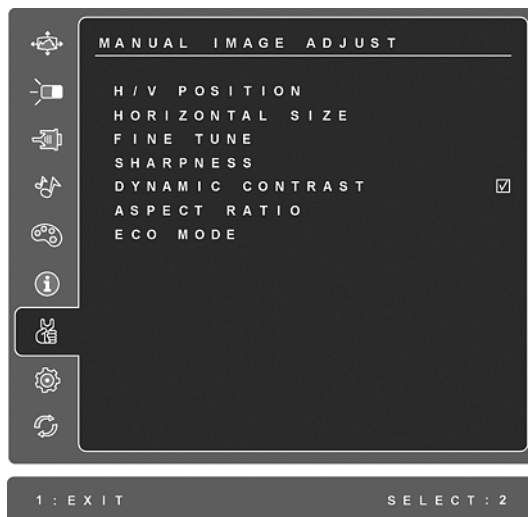 MANUAL IMAGE ADJUST
H/V POSITION
HORIZONTAL SIZE
FINE TUNE
SHARPNESS
DYNAMIC CONTRAST
ASPECT RATIO
ECO MODE
1:EXIT SELECT:2